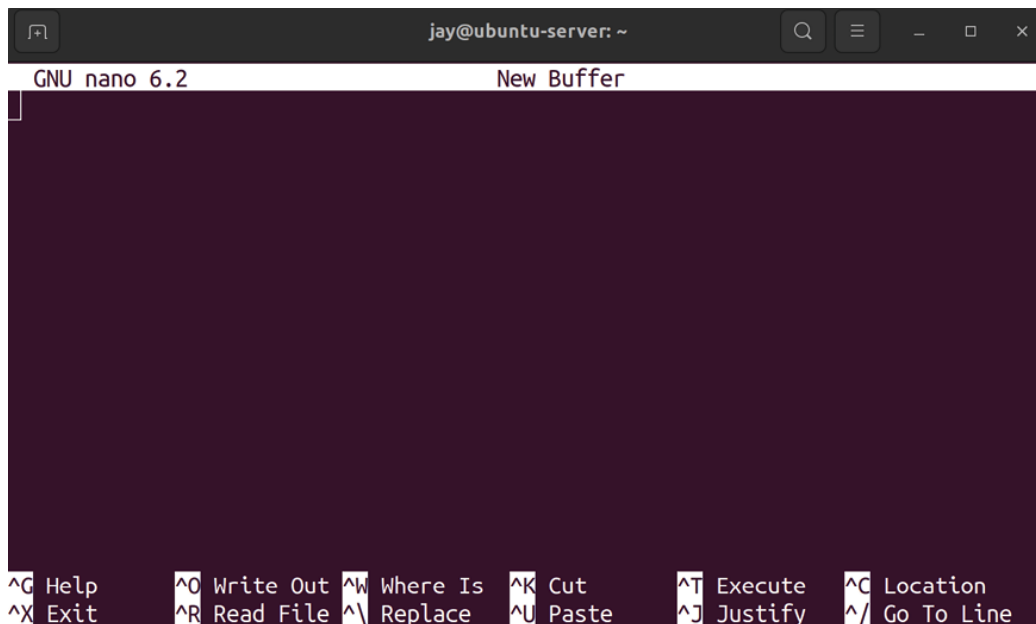 jay@ubuntu-server: ~
GNU nano 6.2 New Buffer
^G Help ^O Write Out ^W Where Is ^K Cut ^T Execute ^C Location
^X Exit ^R Read File ^\ Replace ^U Paste ^J Justify ^/ Go To Line